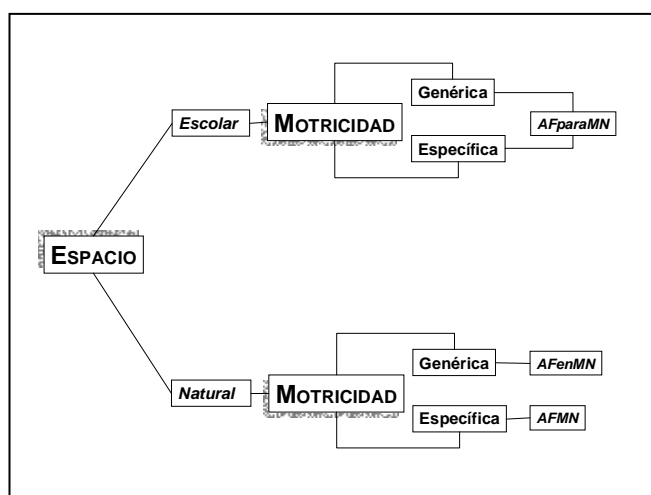 Genérica
Escolar
MOTRICIDAD
AFparaMN
Específica
ESPACIO
Genérica
AFenMN
Natural
MOTRICIDAD
Específica
AFMN